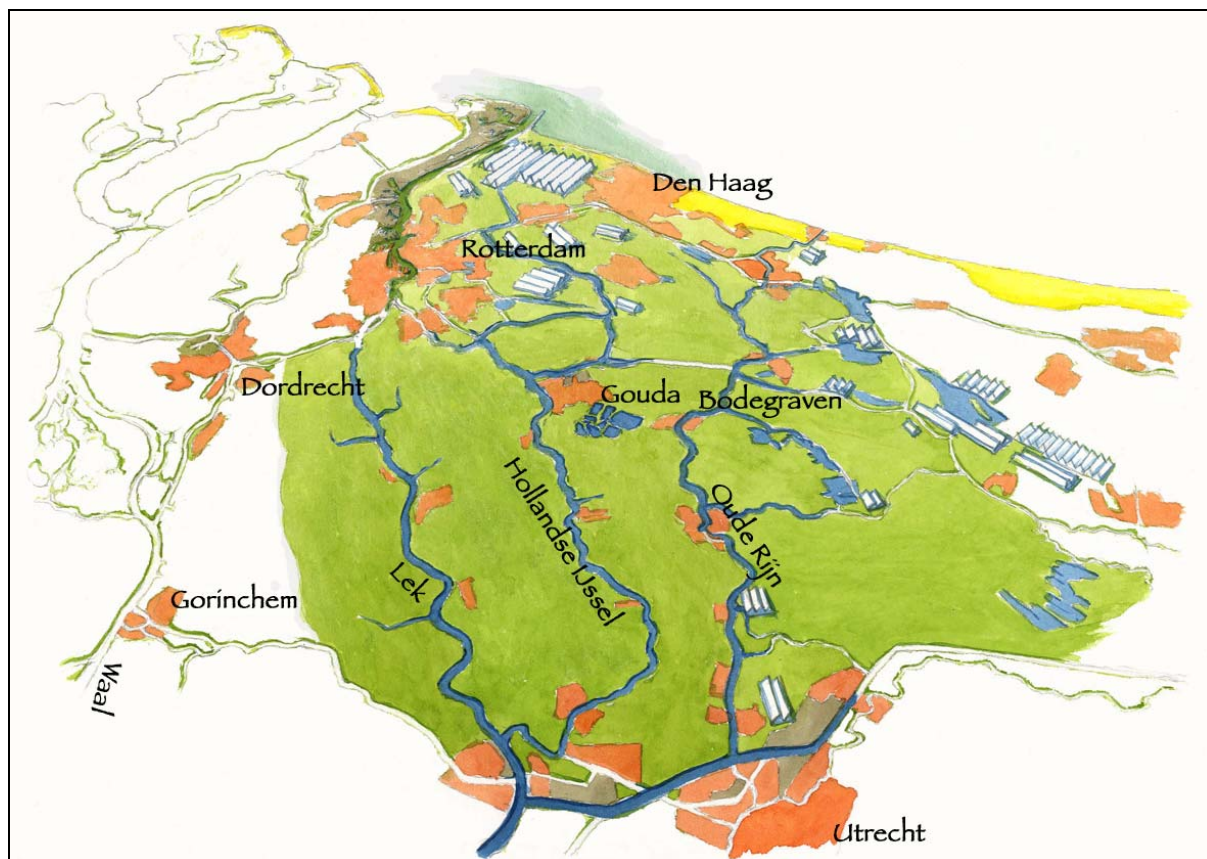 Den Haag
Rotterdam
Dordrecht
Gouda
Bodegraven
Hollandse IJssel
Oude Rijn
Lek
Gorinchem
Waal
Utrecht